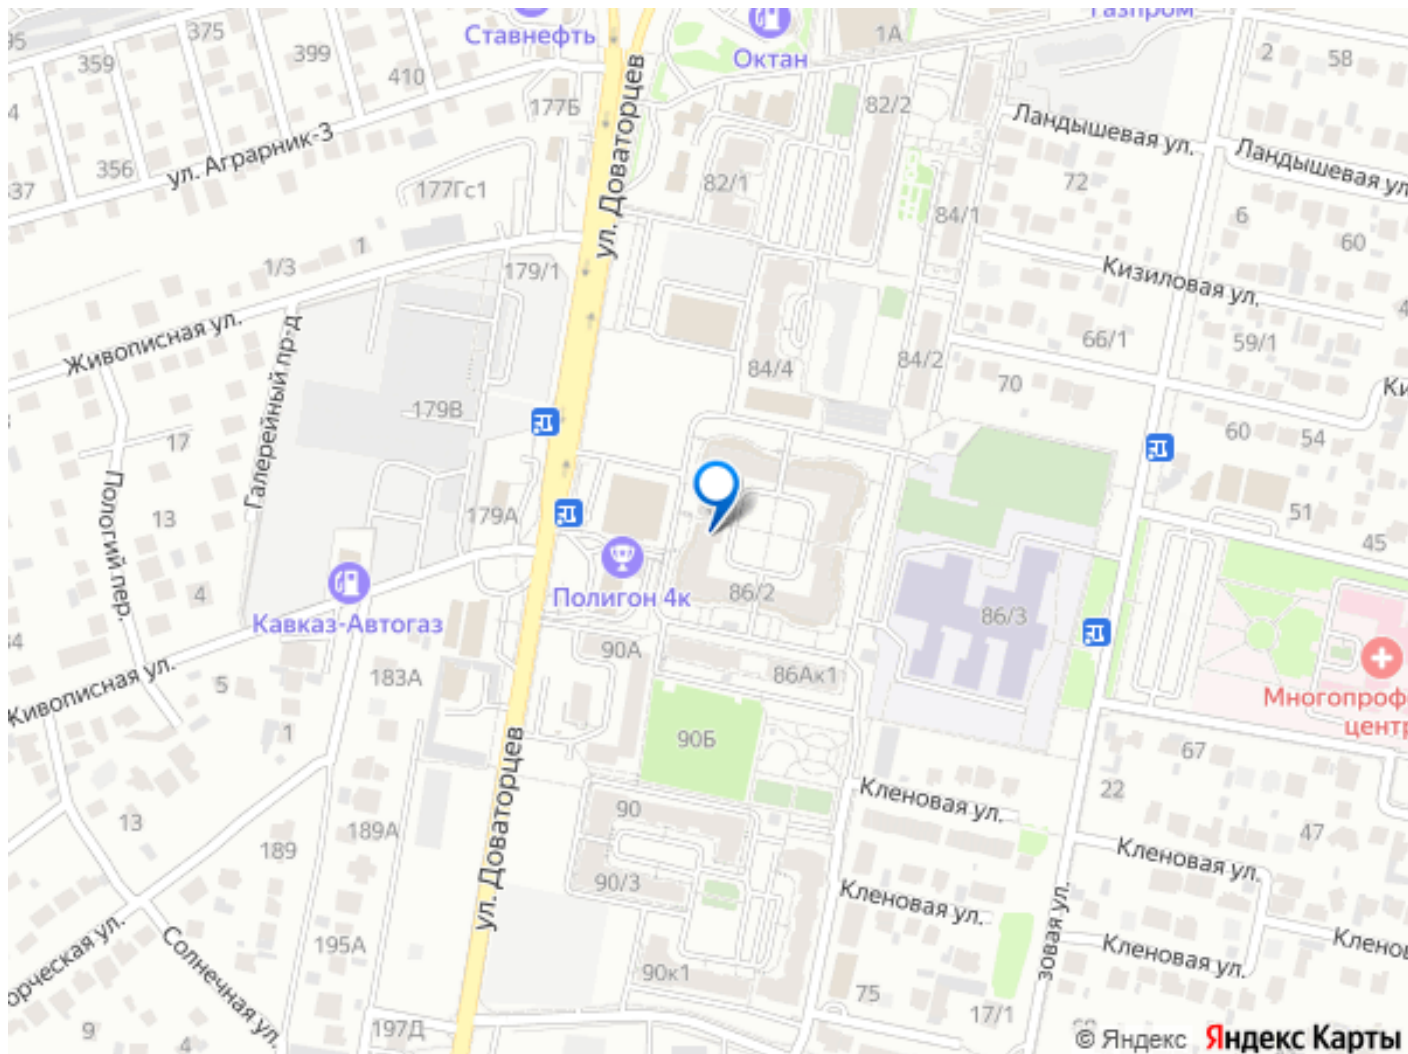 Ставнефть
Октан
Газпром
1А
375
399
359
410
177Б
2
58
82/2
Ландышевая ул.
ул. Аграрник-3
356
37
177Гс1
82/1
72
84/1
Ландышевая ул.
6
60
ул. Доваторцев
1
1/3
179/1
Кизиловая ул.
Живописная ул.
Галерейный пр-д
84/4
84/2
66/1
59/1
70
179В
17
Пологий пер.
13
179А
60
54
51
45
4
Кавказ-Автогаз
Полигон 4к
86/2
86/3
90А
86Ак1
183А
Живописная ул.
5
1
90Б
67
22
Кленовая ул.
13
189
189А
90
47
Кленовая ул.
90/3
Кленовая ул.
ул. Доваторцев
195А
Солнечная ул.
90к1
75
17/1
Кленовая ул.
9
4
197Д
© Яндекс Яндекс Карты